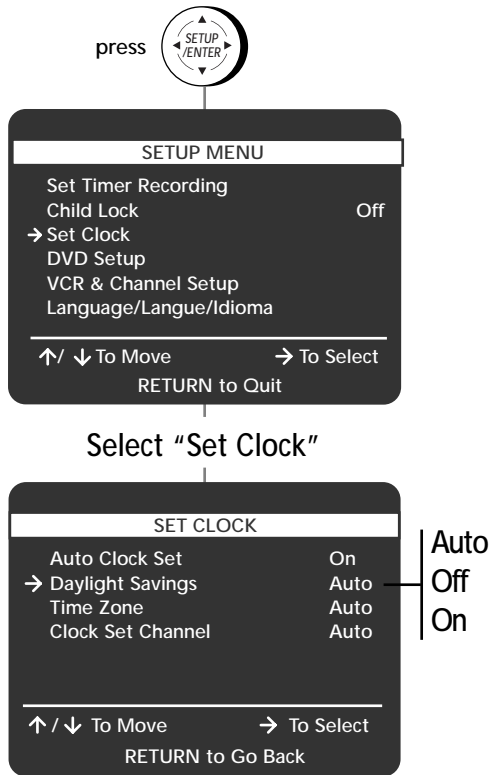 press
SETUP
/ENTER
SETUP MENU
Set Timer Recording
Child Lock Off
→ Set Clock
DVD Setup
VCR & Channel Setup
Language/Langue/Idioma
↑/ ↓ To Move → To Select
RETURN to Quit
Select “Set Clock”
SET CLOCK
Auto Clock Set On
→ Daylight Savings Auto
Time Zone Auto
Clock Set Channel Auto
Auto
Off
On
↑ / ↓ To Move → To Select
RETURN to Go Back